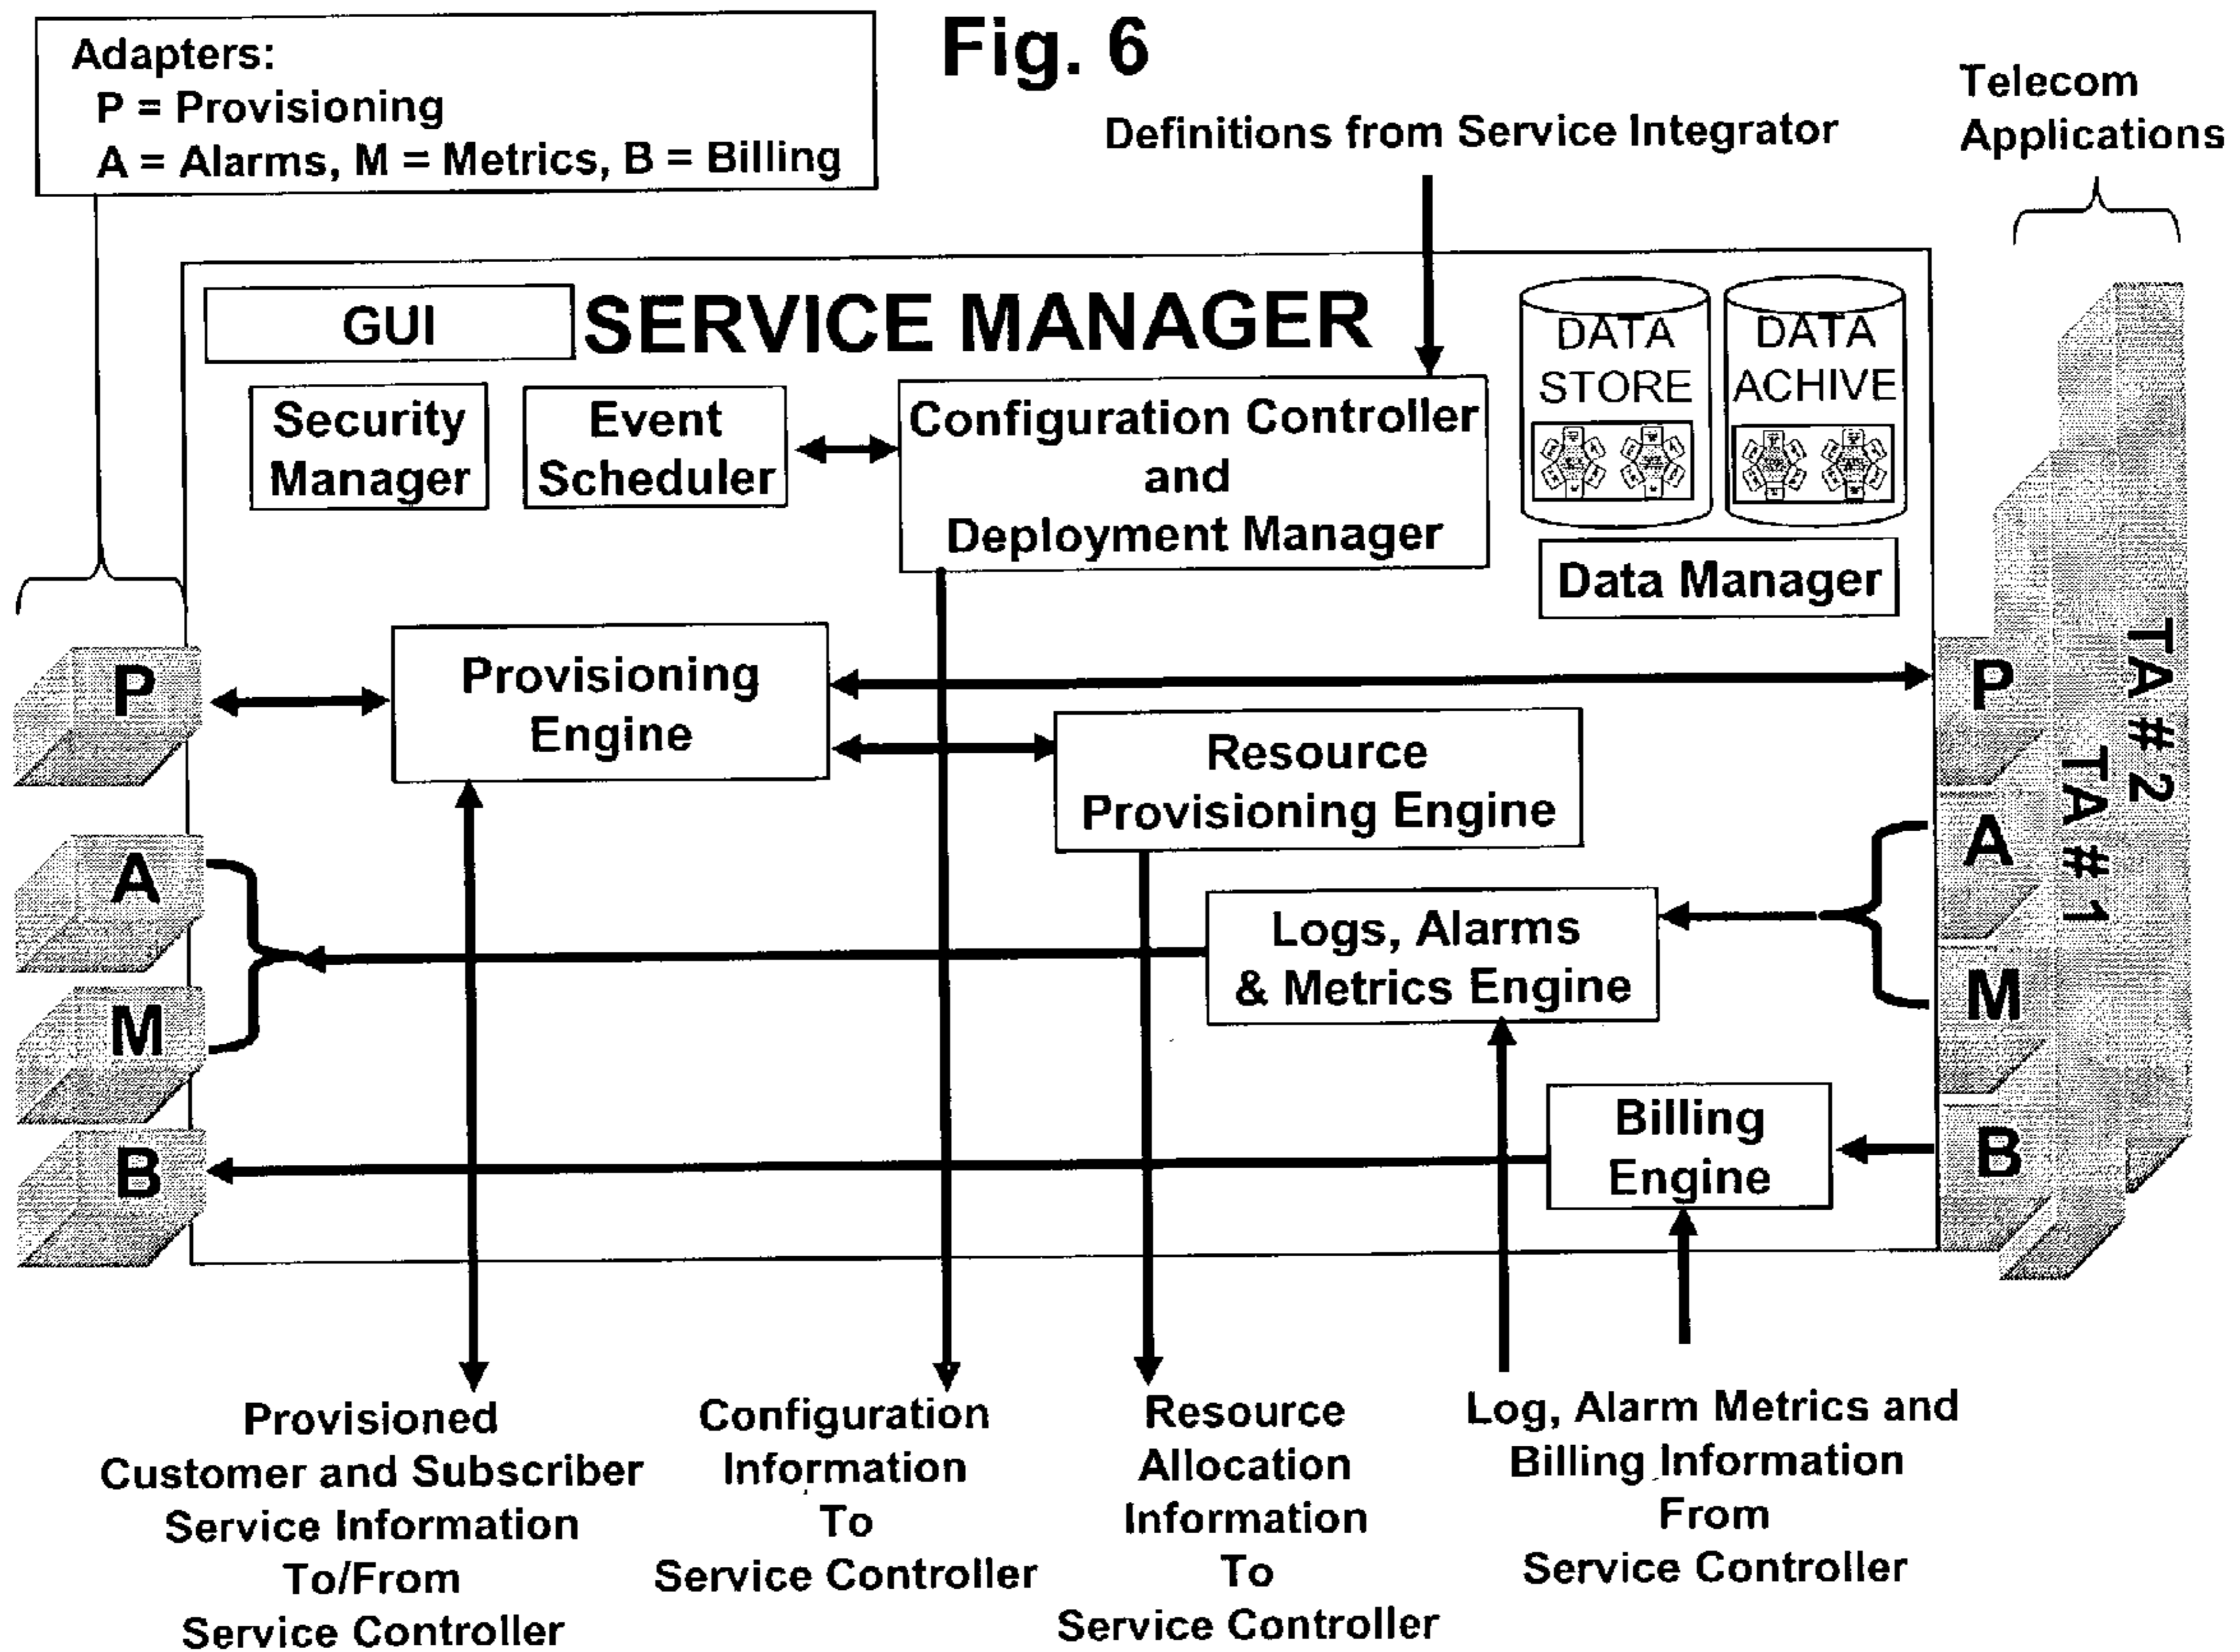 Fig. 6
Adapters:
P = Provisioning
A = Alarms, M = Metrics, B = Billing
Definitions from Service Integrator
Telecom
Applications
GUI
SERVICE MANAGER
DATA
STORE
DATA
ACHIVE
Security
Manager
Event
Scheduler
Configuration Controller
and
Deployment Manager
Data Manager
P
Provisioning
Engine
Resource
Provisioning Engine
P
A
M
B
Logs, Alarms
& Metrics Engine
A
M
B
Billing
Engine
TA # 2
TA # 1
Provisioned
Customer and Subscriber
Service Information
To/From
Service Controller
Configuration
Information
To
Service Controller
Resource
Allocation
Information
To
Service Controller
Log, Alarm Metrics and
Billing Information
From
Service Controller